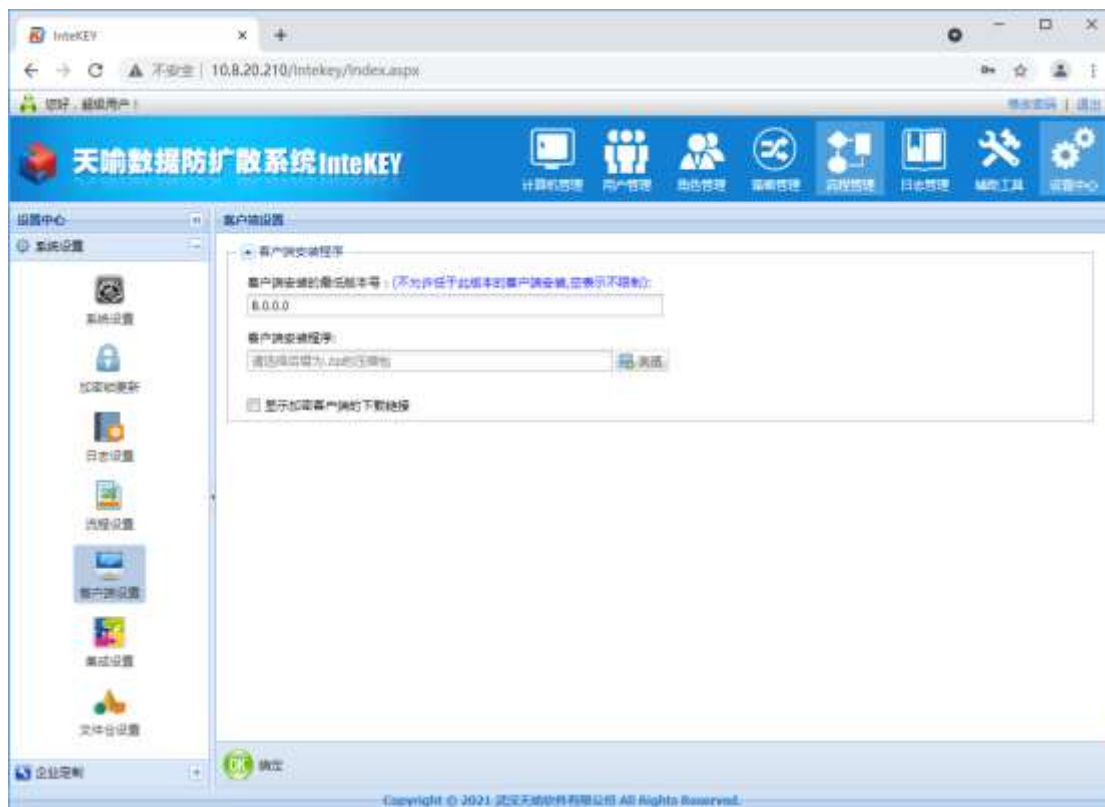 InteKEY
不安全 | 10.8.20.210/Intekey/Index.aspx
您好，超级用户！
修改密码 | 退出
天喻数据防扩散系统InteKEY
计算机管理 用户管理 角色管理 策略管理 流程管理 日志管理 辅助工具 设置中心
设置中心
客户端设置
系统设置
客户端安装程序
客户端安装的最低版本号：(不允许低于此版本的客户端安装,空表示不限制):
8.0.0.0
客户端安装程序:
请选择后缀为.zip的压缩包
浏览
显示加密客户端的下载链接
系统设置
加密锁更新
日志设置
流程设置
客户端设置
集成设置
文件台设置
企业定制
OK 确定
Copyright © 2021 武汉天喻软件有限公司 All Rights Reserved.